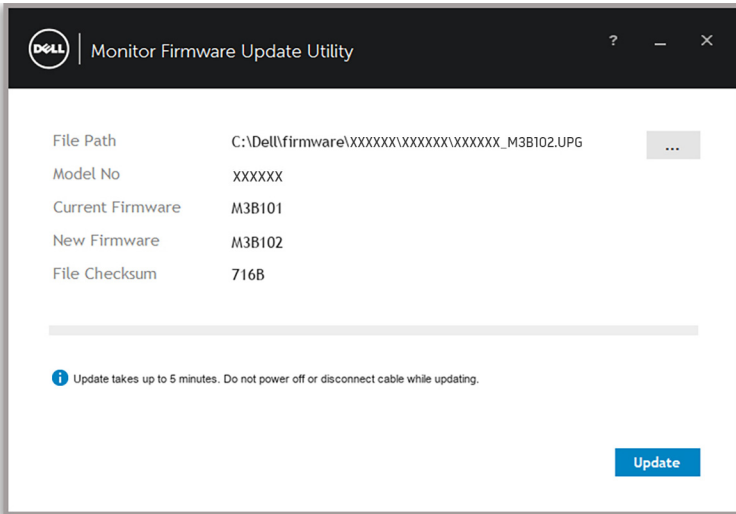 DELL
Monitor Firmware Update Utility
?
File Path C:\Dell\firmware\XXXXXX\XXXXXX\XXXXXX_M3B102.UPG ...
Model No XXXXXX
Current Firmware M3B101
New Firmware M3B102
File Checksum 716B
Update takes up to 5 minutes. Do not power off or disconnect cable while updating.
Update